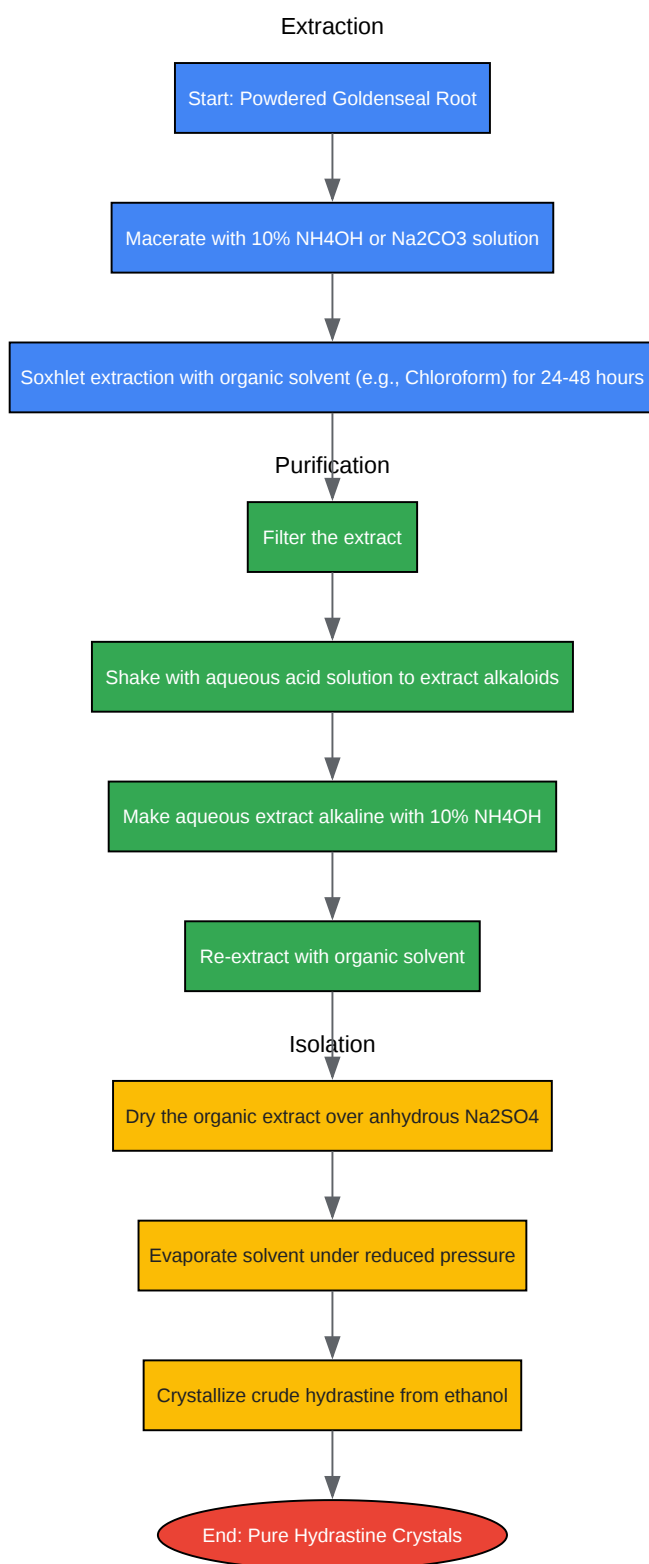 Extraction
Start: Powdered Goldenseal Root
Macerate with 10% NH4OH or Na2CO3 solution
Soxhlet extraction with organic solvent (e.g., Chloroform) for 24-48 hours
Purification
Filter the extract
Shake with aqueous acid solution to extract alkaloids
Make aqueous extract alkaline with 10% NH4OH
Re-extract with organic solvent
Isolation
Dry the organic extract over anhydrous Na2SO4
Evaporate solvent under reduced pressure
Crystallize crude hydrastine from ethanol
End: Pure Hydrastine Crystals